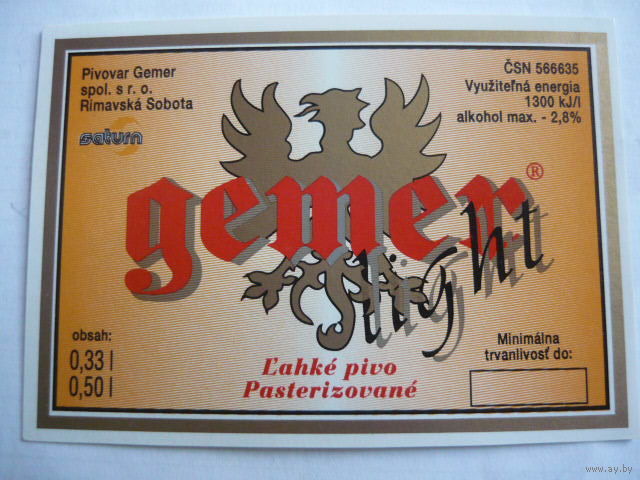 Pivovar Gemer
spol. s r. o.
Rimavská Sobota
saturn
ČSN 566635
Využiteľná energia
1300 kJ/l
alkohol max. - 2,8%
gemer®
light
obsah:
0,33 l
0,50 l
Ľahké pivo
Pasterizované
Minimálna
trvanlivosť do:
www.ay.by